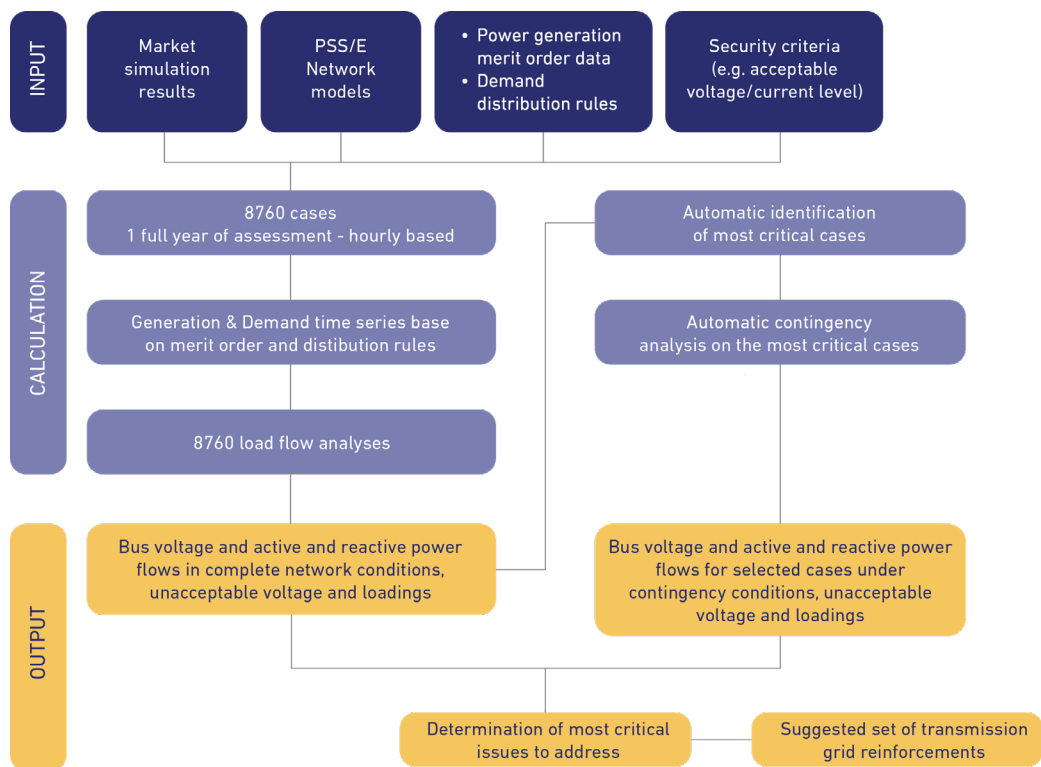 INPUT
Market
simulation
results
PSS/E
Network
models
• Power generation
merit order data
• Demand
distribution rules
Security criteria
(e.g. acceptable
voltage/current level)
CALCULATION
8760 cases
1 full year of assessment - hourly based
Generation & Demand time series base
on merit order and distibution rules
8760 load flow analyses
Automatic identification
of most critical cases
Automatic contingency
analysis on the most critical cases
OUTPUT
Bus voltage and active and reactive power
flows in complete network conditions,
unacceptable voltage and loadings
Bus voltage and active and reactive power
flows for selected cases under
contingency conditions, unacceptable
voltage and loadings
Determination of most critical
issues to address
Suggested set of transmission
grid reinforcements